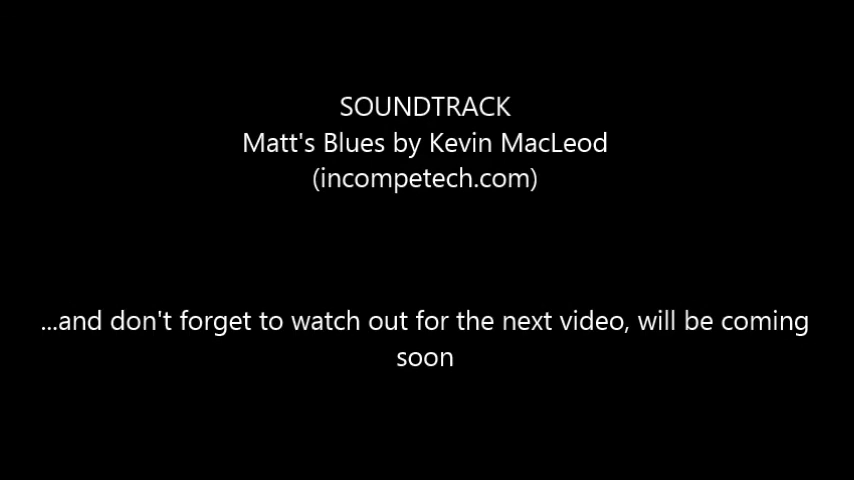 SOUNDTRACK
Matt's Blues by Kevin MacLeod
(incompetech.com)
...and don't forget to watch out for the next video, will be coming
soon